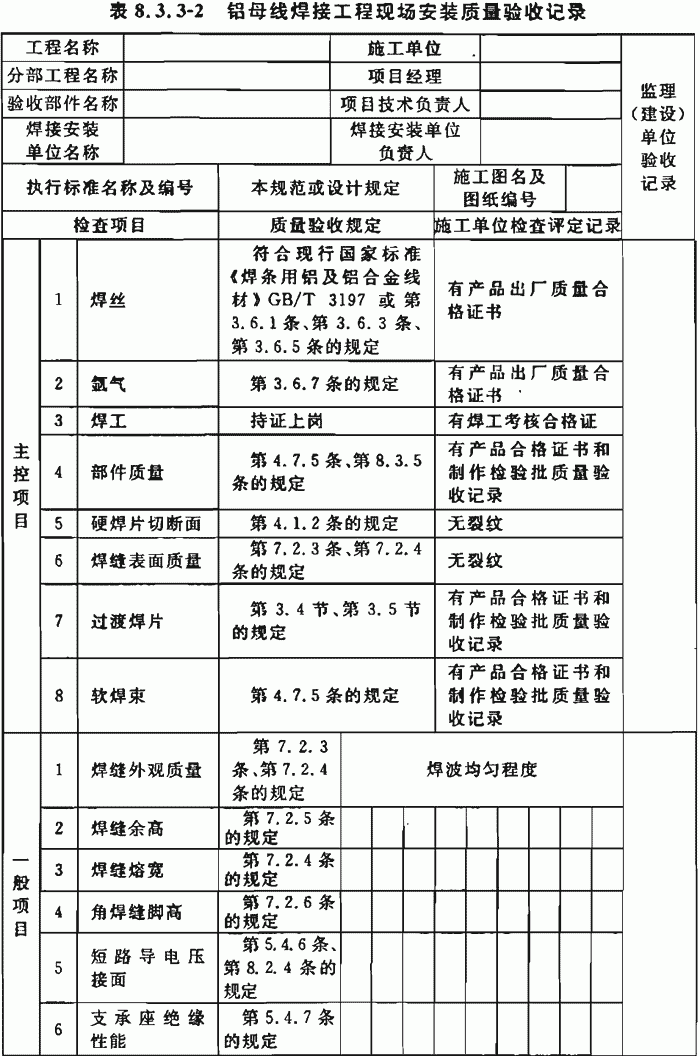 表 8.3.3-2 铝母线焊接工程现场安装质量验收记录
工程名称 施工单位
分部工程名称 项目经理
验收部件名称 项目技术负责人
焊接安装
单位名称
焊接安装单位
负责人
监理
（建设）
单位
验收
记录
执行标准名称及编号 本规范或设计规定
施工图名及
图纸编号
检查项目 质量验收规定 施工单位检查评定记录
主
控
项
目
1 焊丝
符合现行国家标准
《焊条用铝及铝合金线
材》GB/T 3197 或第
3.6.1条、第 3.6.3 条、
第 3.6.5 条的规定
有产品出厂质量合
格证书
2 氩气 第 3.6.7 条的规定
有产品出厂质量合
格证书
3 焊工 持证上岗 有焊工考核合格证
4 部件质量
第 4.7.5 条、第 8.3.5
条的规定
有产品合格证书和
制作检验批质量验
收记录
5 硬焊片切断面 第 4.1.2 条的规定 无裂纹
6 焊缝表面质量
第 7.2.3 条、第 7.2.4
条的规定
无裂纹
7 过渡焊片
第 3.4 节、第 3.5 节
的规定
有产品合格证书和
制作检验批质量验
收记录
8 软焊束 第 4.7.5 条的规定
有产品合格证书和
制作检验批质量验
收记录
一
般
项
目
1 焊缝外观质量
第 7.2.3
条、第 7.2.4
条的规定
焊波均匀程度
2 焊缝余高
第 7.2.5 条
的规定
3 焊缝熔宽
第 7.2.4 条
的规定
4 角焊缝脚高
第 7.2.6 条
的规定
5
短路导电压
接面
第 5.4.6 条、
第 8.2.4 条的
规定
6
支承座绝缘
性能
第 5.4.7 条
的规定